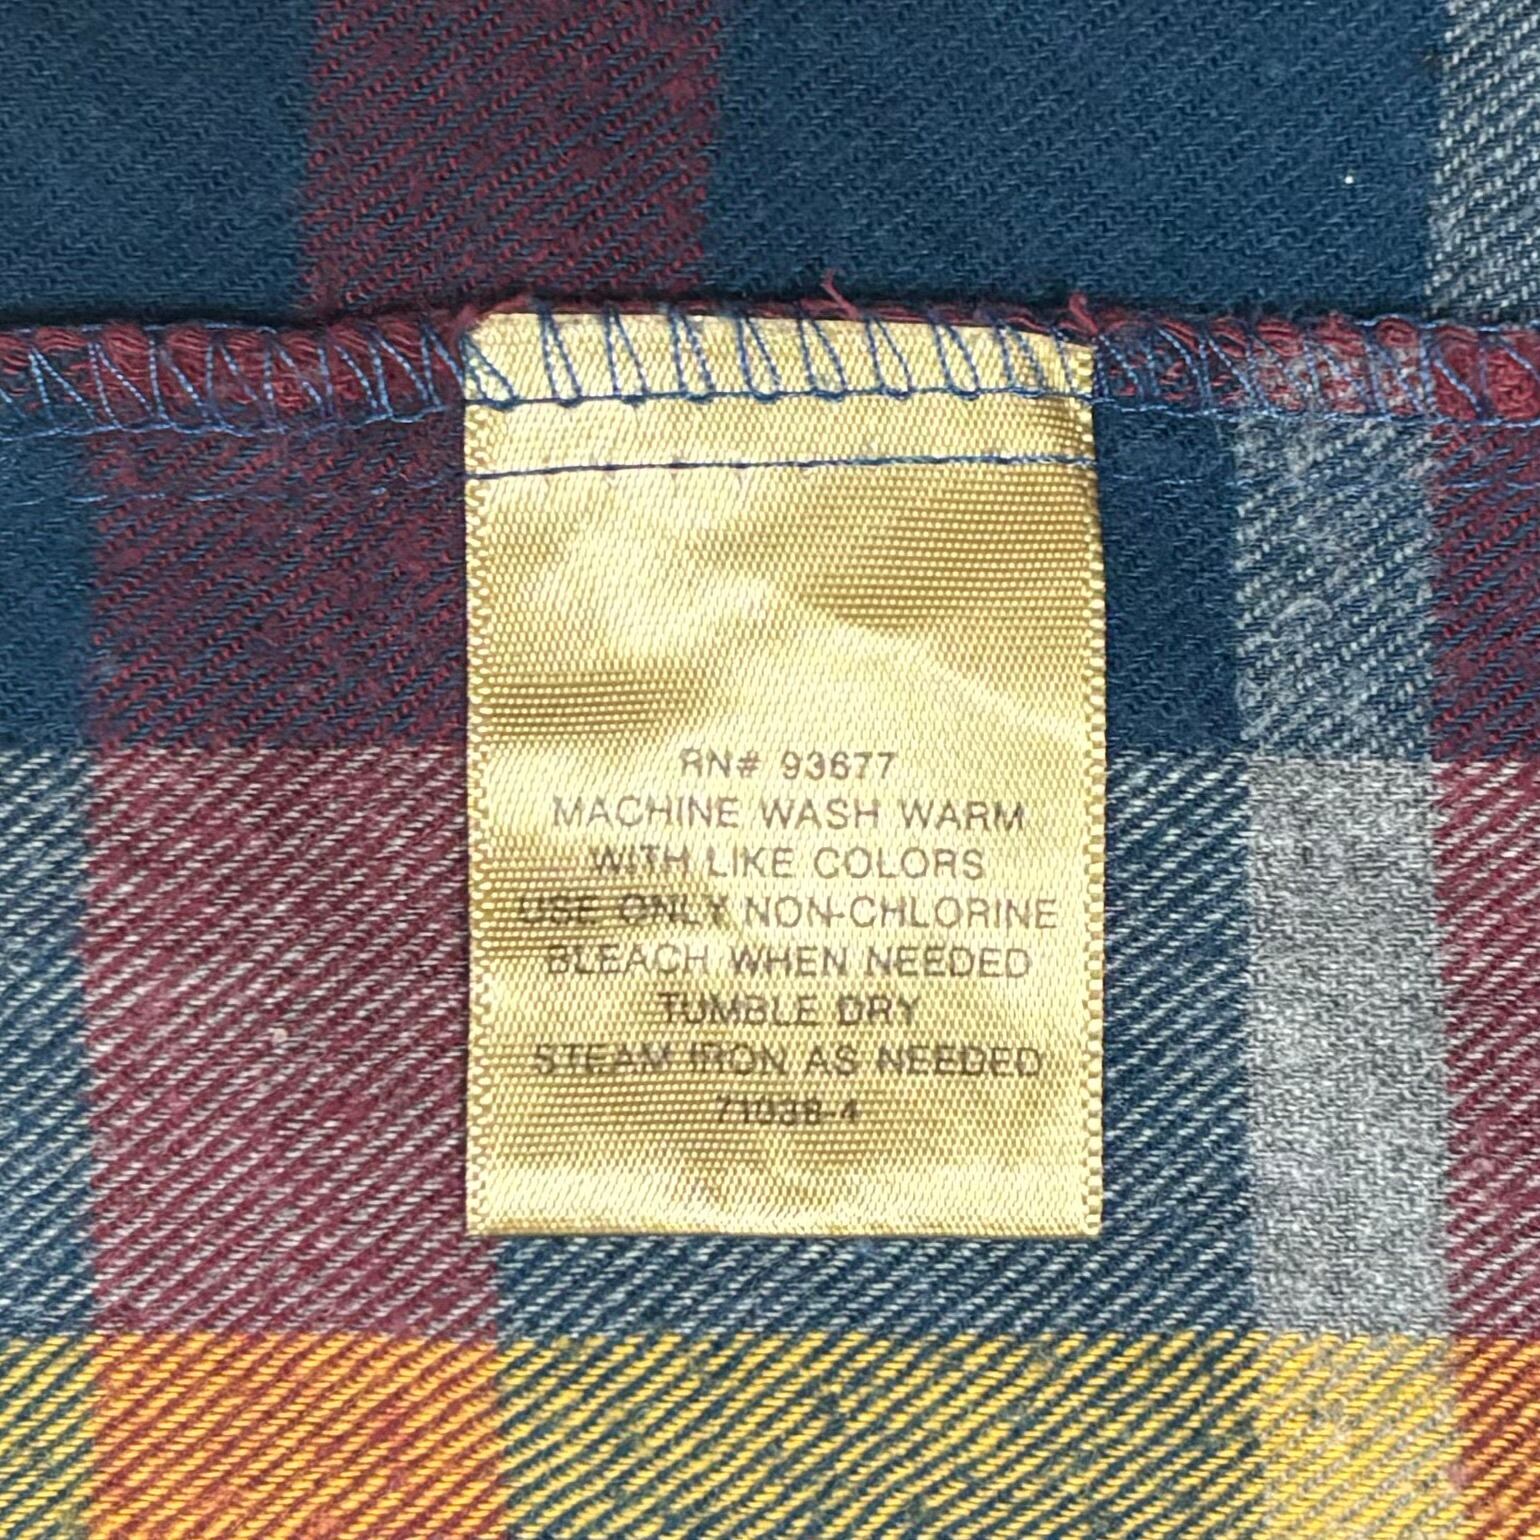 RN# 93677
MACHINE WASH WARM
WITH LIKE COLORS
USE ONLY NON-CHLORINE
BLEACH WHEN NEEDED
TUMBLE DRY
STEAM IRON AS NEEDED
71038-4